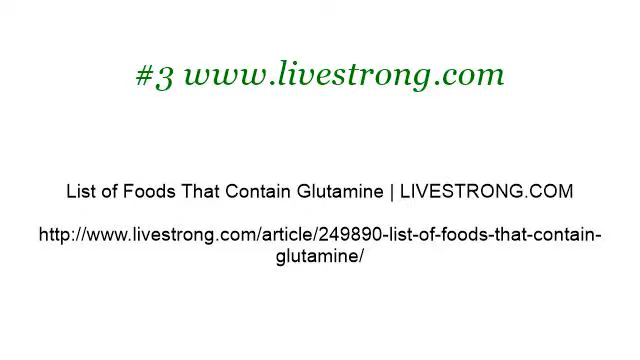 #3 www.livestrong.com
List of Foods That Contain Glutamine | LIVESTRONG.COM
http://www.livestrong.com/article/249890-list-of-foods-that-contain-
glutamine/